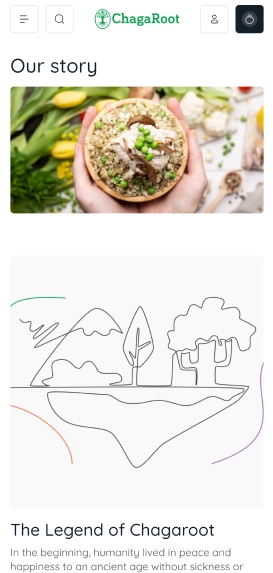 ChagaRoot
Our story
The Legend of Chagaroot
In the beginning, humanity lived in peace and
happiness to an ancient age without sickness or